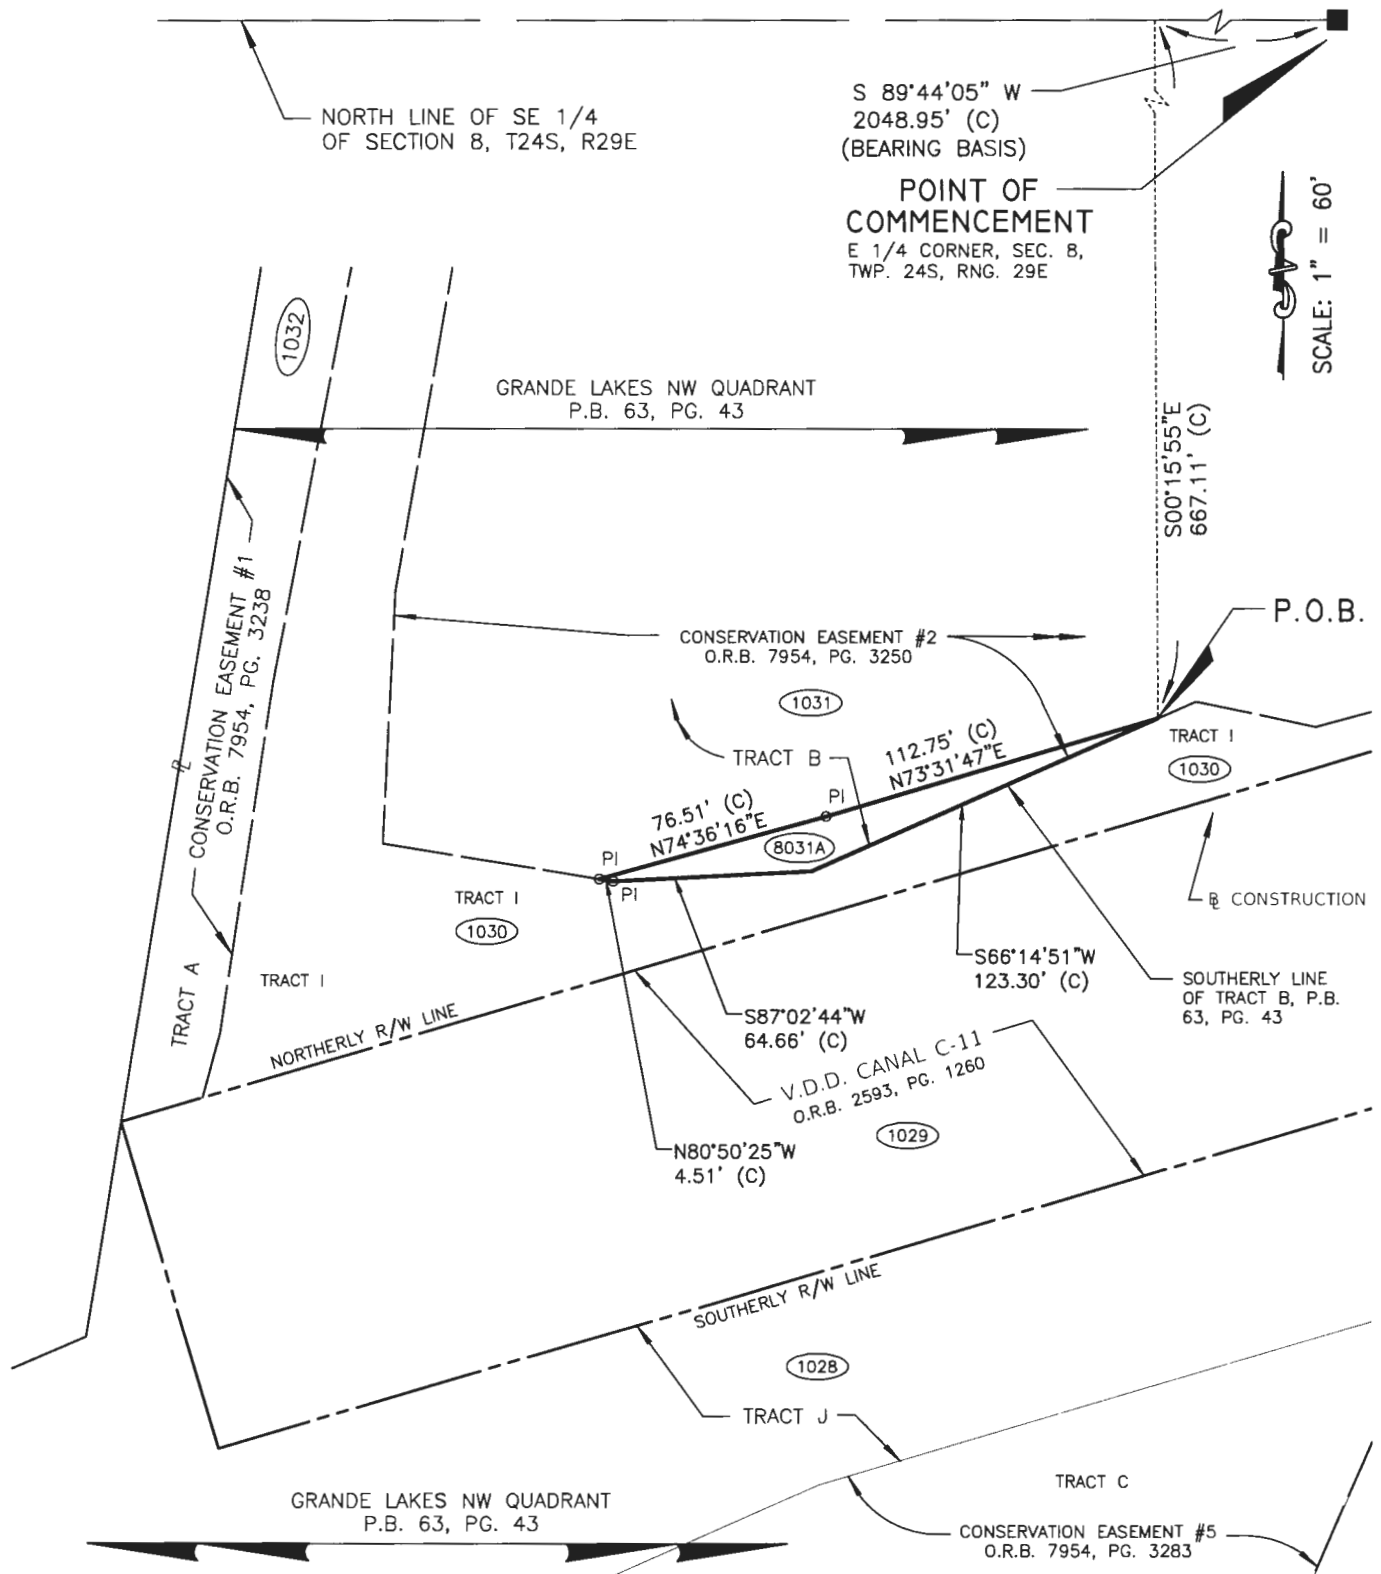 NORTH LINE OF SE 1/4
OF SECTION 8, T24S, R29E
S 89°44'05" W
2048.95' (C)
(BEARING BASIS)
POINT OF
COMMENCEMENT
E 1/4 CORNER, SEC. 8,
TWP. 24S, RNG. 29E
SCALE: 1" = 60'
1032
GRANDE LAKES NW QUADRANT
P.B. 63, PG. 43
S00°15'55"E
667.11' (C)
P.O.B.
CONSERVATION EASEMENT #1
O.R.B. 7954, PG. 3238
CONSERVATION EASEMENT #2
O.R.B. 7954, PG. 3250
1031
TRACT B
112.75' (C)
N73°31'47"E
TRACT I
1030
76.51' (C)
N74°36'16"E
PI
8031A
PI
PI
TRACT I
1030
TRACT I
TRACT A
℄ CONSTRUCTION
S66°14'51"W
123.30' (C)
SOUTHERLY LINE
OF TRACT B, P.B.
63, PG. 43
NORTHERLY R/W LINE
S87°02'44"W
64.66' (C)
V.D.D. CANAL C-11
O.R.B. 2593, PG. 1260
1029
N80°50'25"W
4.51' (C)
SOUTHERLY R/W LINE
1028
TRACT J
TRACT C
GRANDE LAKES NW QUADRANT
P.B. 63, PG. 43
CONSERVATION EASEMENT #5
O.R.B. 7954, PG. 3283